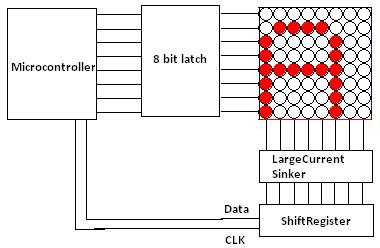 Microcontroller
8 bit latch
LargeCurrent
Sinker
Data
ShiftRegister
CLK